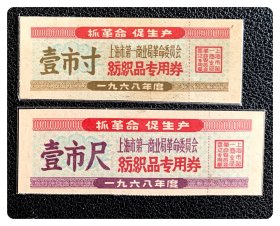 抓革命 促生产
壹市寸
上海市第一商业局革命委员会
纺织品专用券
一九六八年度
抓革命 促生产
壹市尺
上海市第一商业局革命委员会
纺织品专用券
一九六八年度